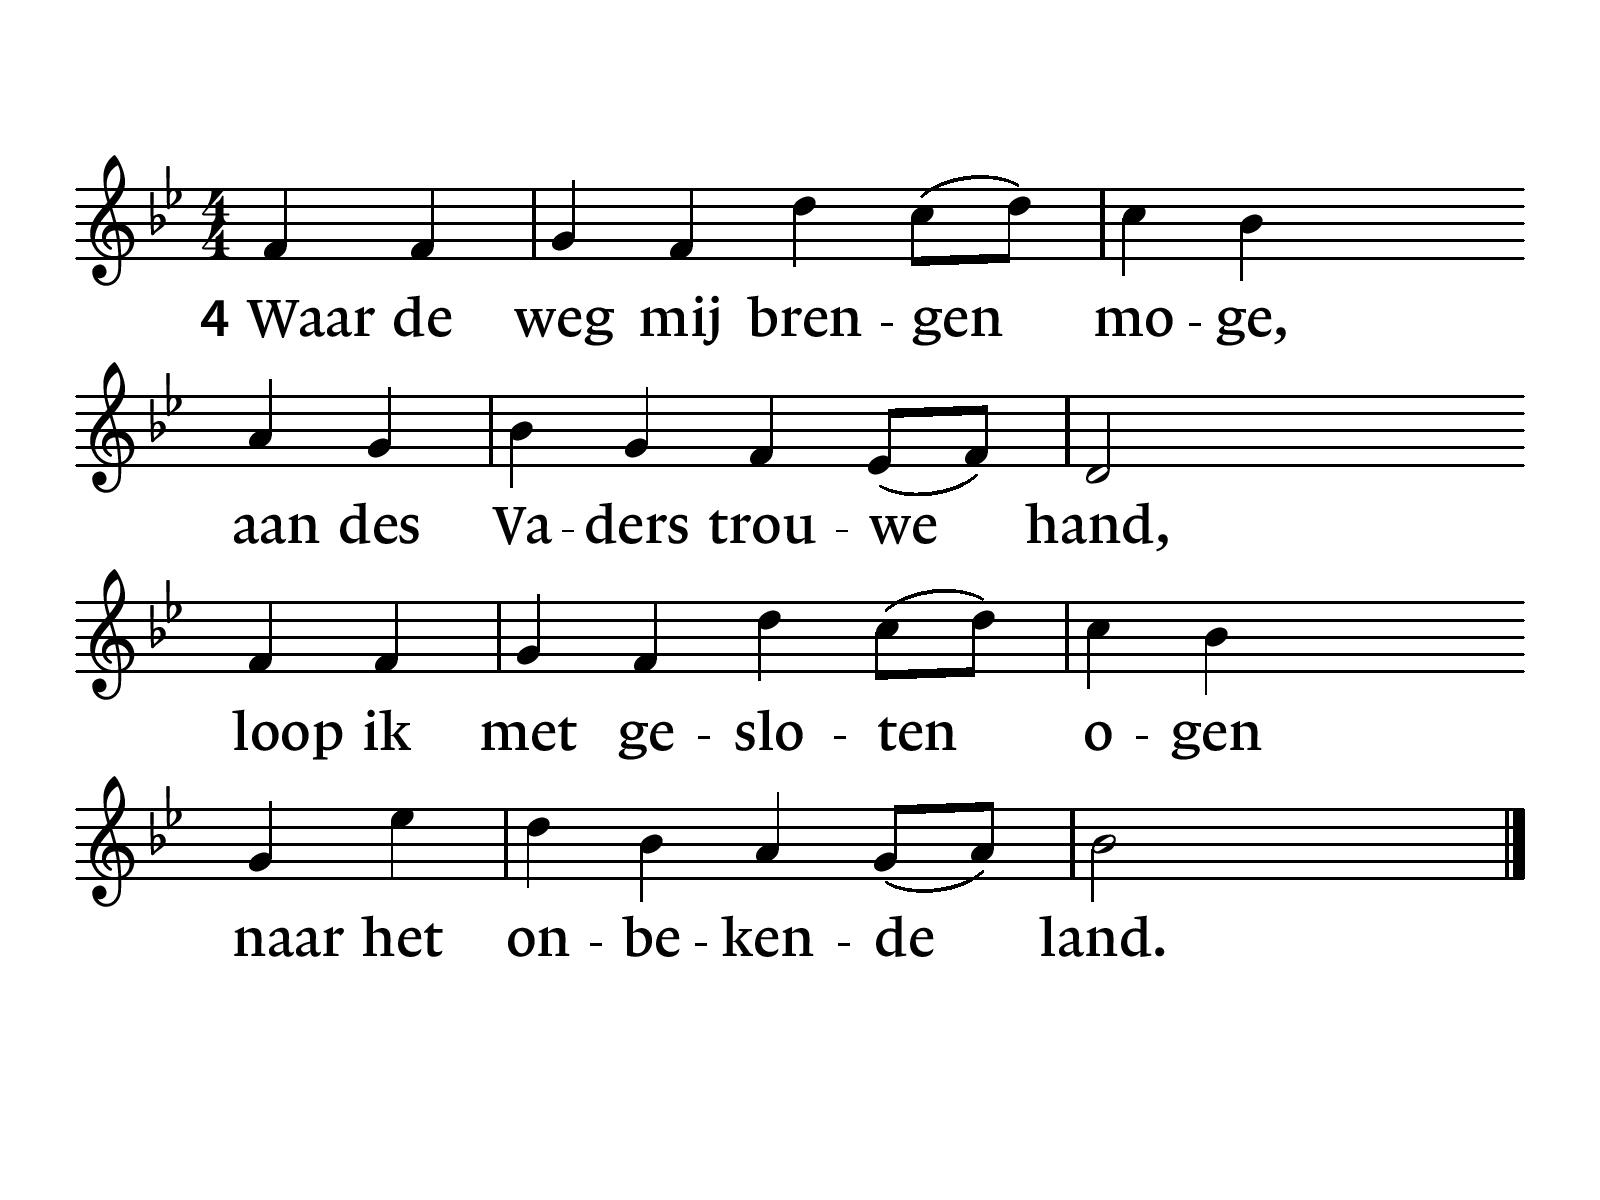 4 Waar de weg mij bren - gen mo - ge,
aan des Va - ders trou - we hand,
loop ik met ge - slo - ten o - gen
naar het on - be - ken - de land.